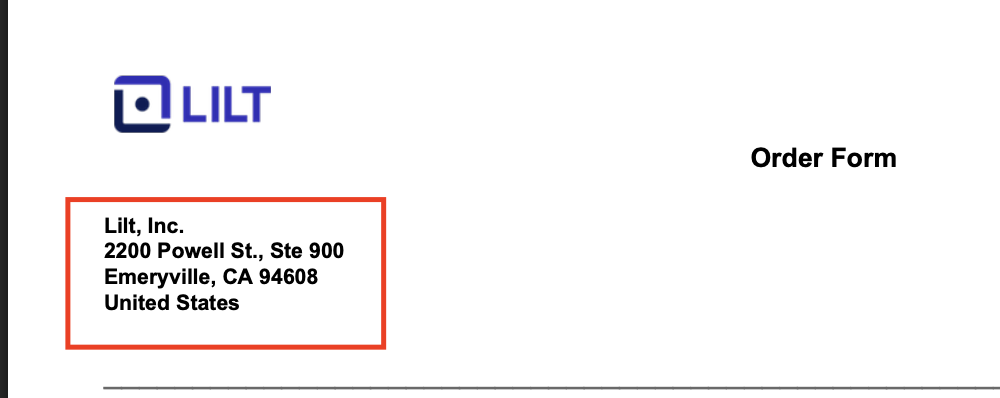 LILT
Order Form
Lilt, Inc.
2200 Powell St., Ste 900
Emeryville, CA 94608
United States